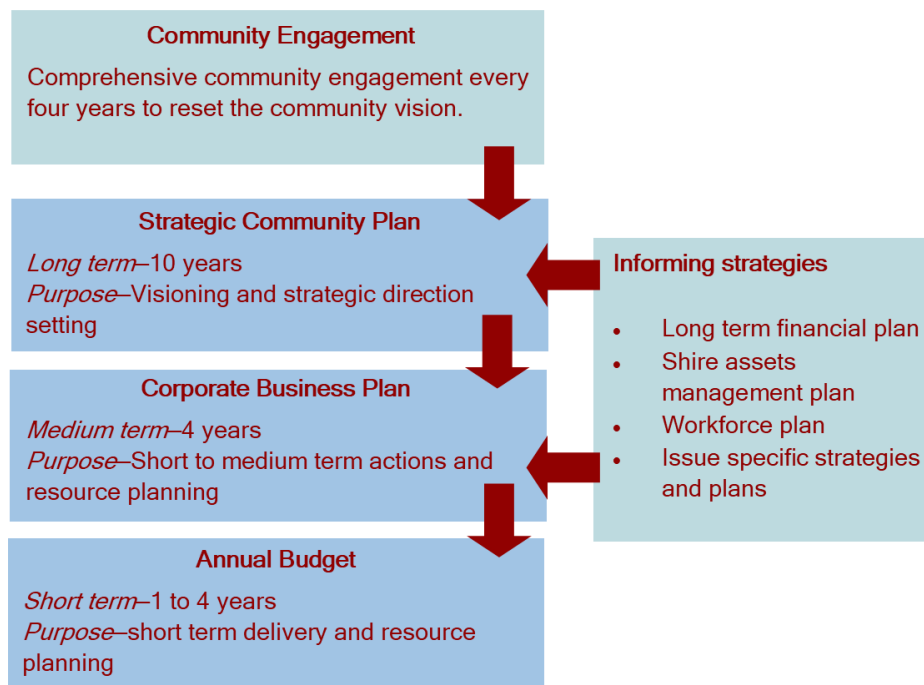 Community Engagement
Comprehensive community engagement every
four years to reset the community vision.
Strategic Community Plan
Long term–10 years
Purpose–Visioning and strategic direction
setting
Corporate Business Plan
Medium term–4 years
Purpose–Short to medium term actions and
resource planning
Annual Budget
Short term–1 to 4 years
Purpose–short term delivery and resource
planning
Informing strategies
• Long term financial plan
• Shire assets
management plan
• Workforce plan
• Issue specific strategies
and plans